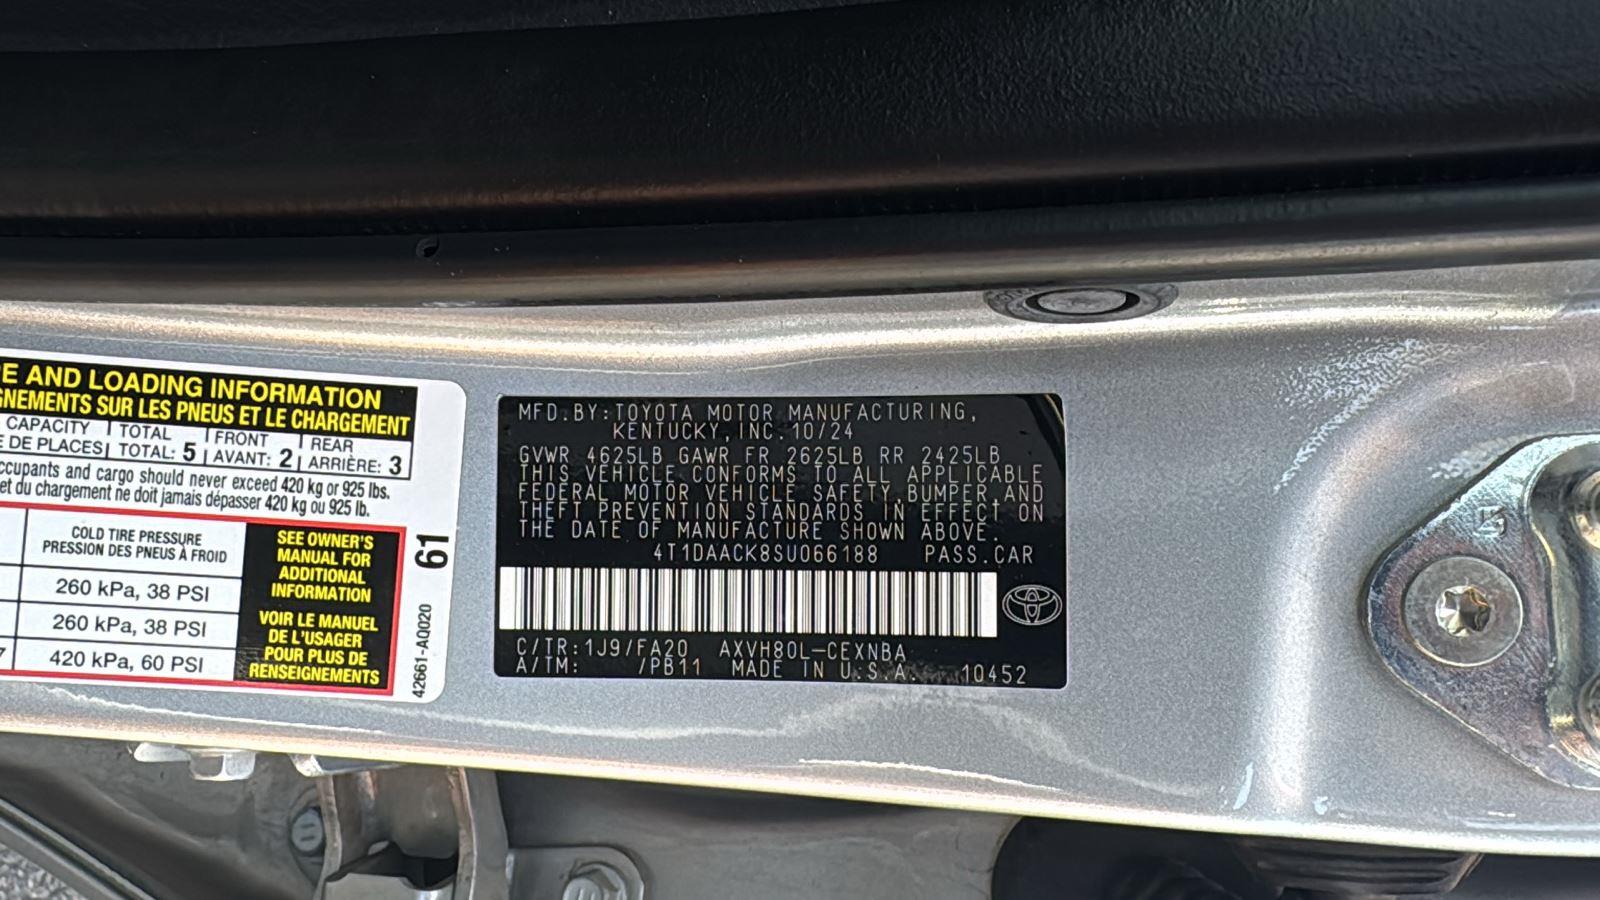 E AND LOADING INFORMATION
GNEMENTS SUR LES PNEUS ET LE CHARGEMENT
CAPACITY TOTAL FRONT REAR
E DE PLACES TOTAL: 5 AVANT: 2 ARRIÈRE: 3
ccupants and cargo should never exceed 420 kg or 925 lbs.
et du chargement ne doit jamais dépasser 420 kg ou 925 lb.
COLD TIRE PRESSURE
PRESSION DES PNEUS À FROID
260 kPa, 38 PSI
260 kPa, 38 PSI
7 420 kPa, 60 PSI
SEE OWNER'S
MANUAL FOR
ADDITIONAL
INFORMATION
VOIR LE MANUEL
DE L'USAGER
POUR PLUS DE
RENSEIGNEMENTS
61
42661-AQ020
MFD.BY:TOYOTA MOTOR MANUFACTURING,
KENTUCKY,INC.10/24
GVWR 4625LB GAWR FR 2625LB RR 2425LB
THIS VEHICLE CONFORMS TO ALL APPLICABLE
FEDERAL MOTOR VEHICLE SAFETY,BUMPER,AND
THEFT PREVENTION STANDARDS IN EFFECT ON
THE DATE OF MANUFACTURE SHOWN ABOVE.
4T1DAACK8SU066188 PASS.CAR
C/TR:1J9/FA20 AXVH80L-CEXNBA
A/TM: /PB11 MADE IN U.S.A. 10452